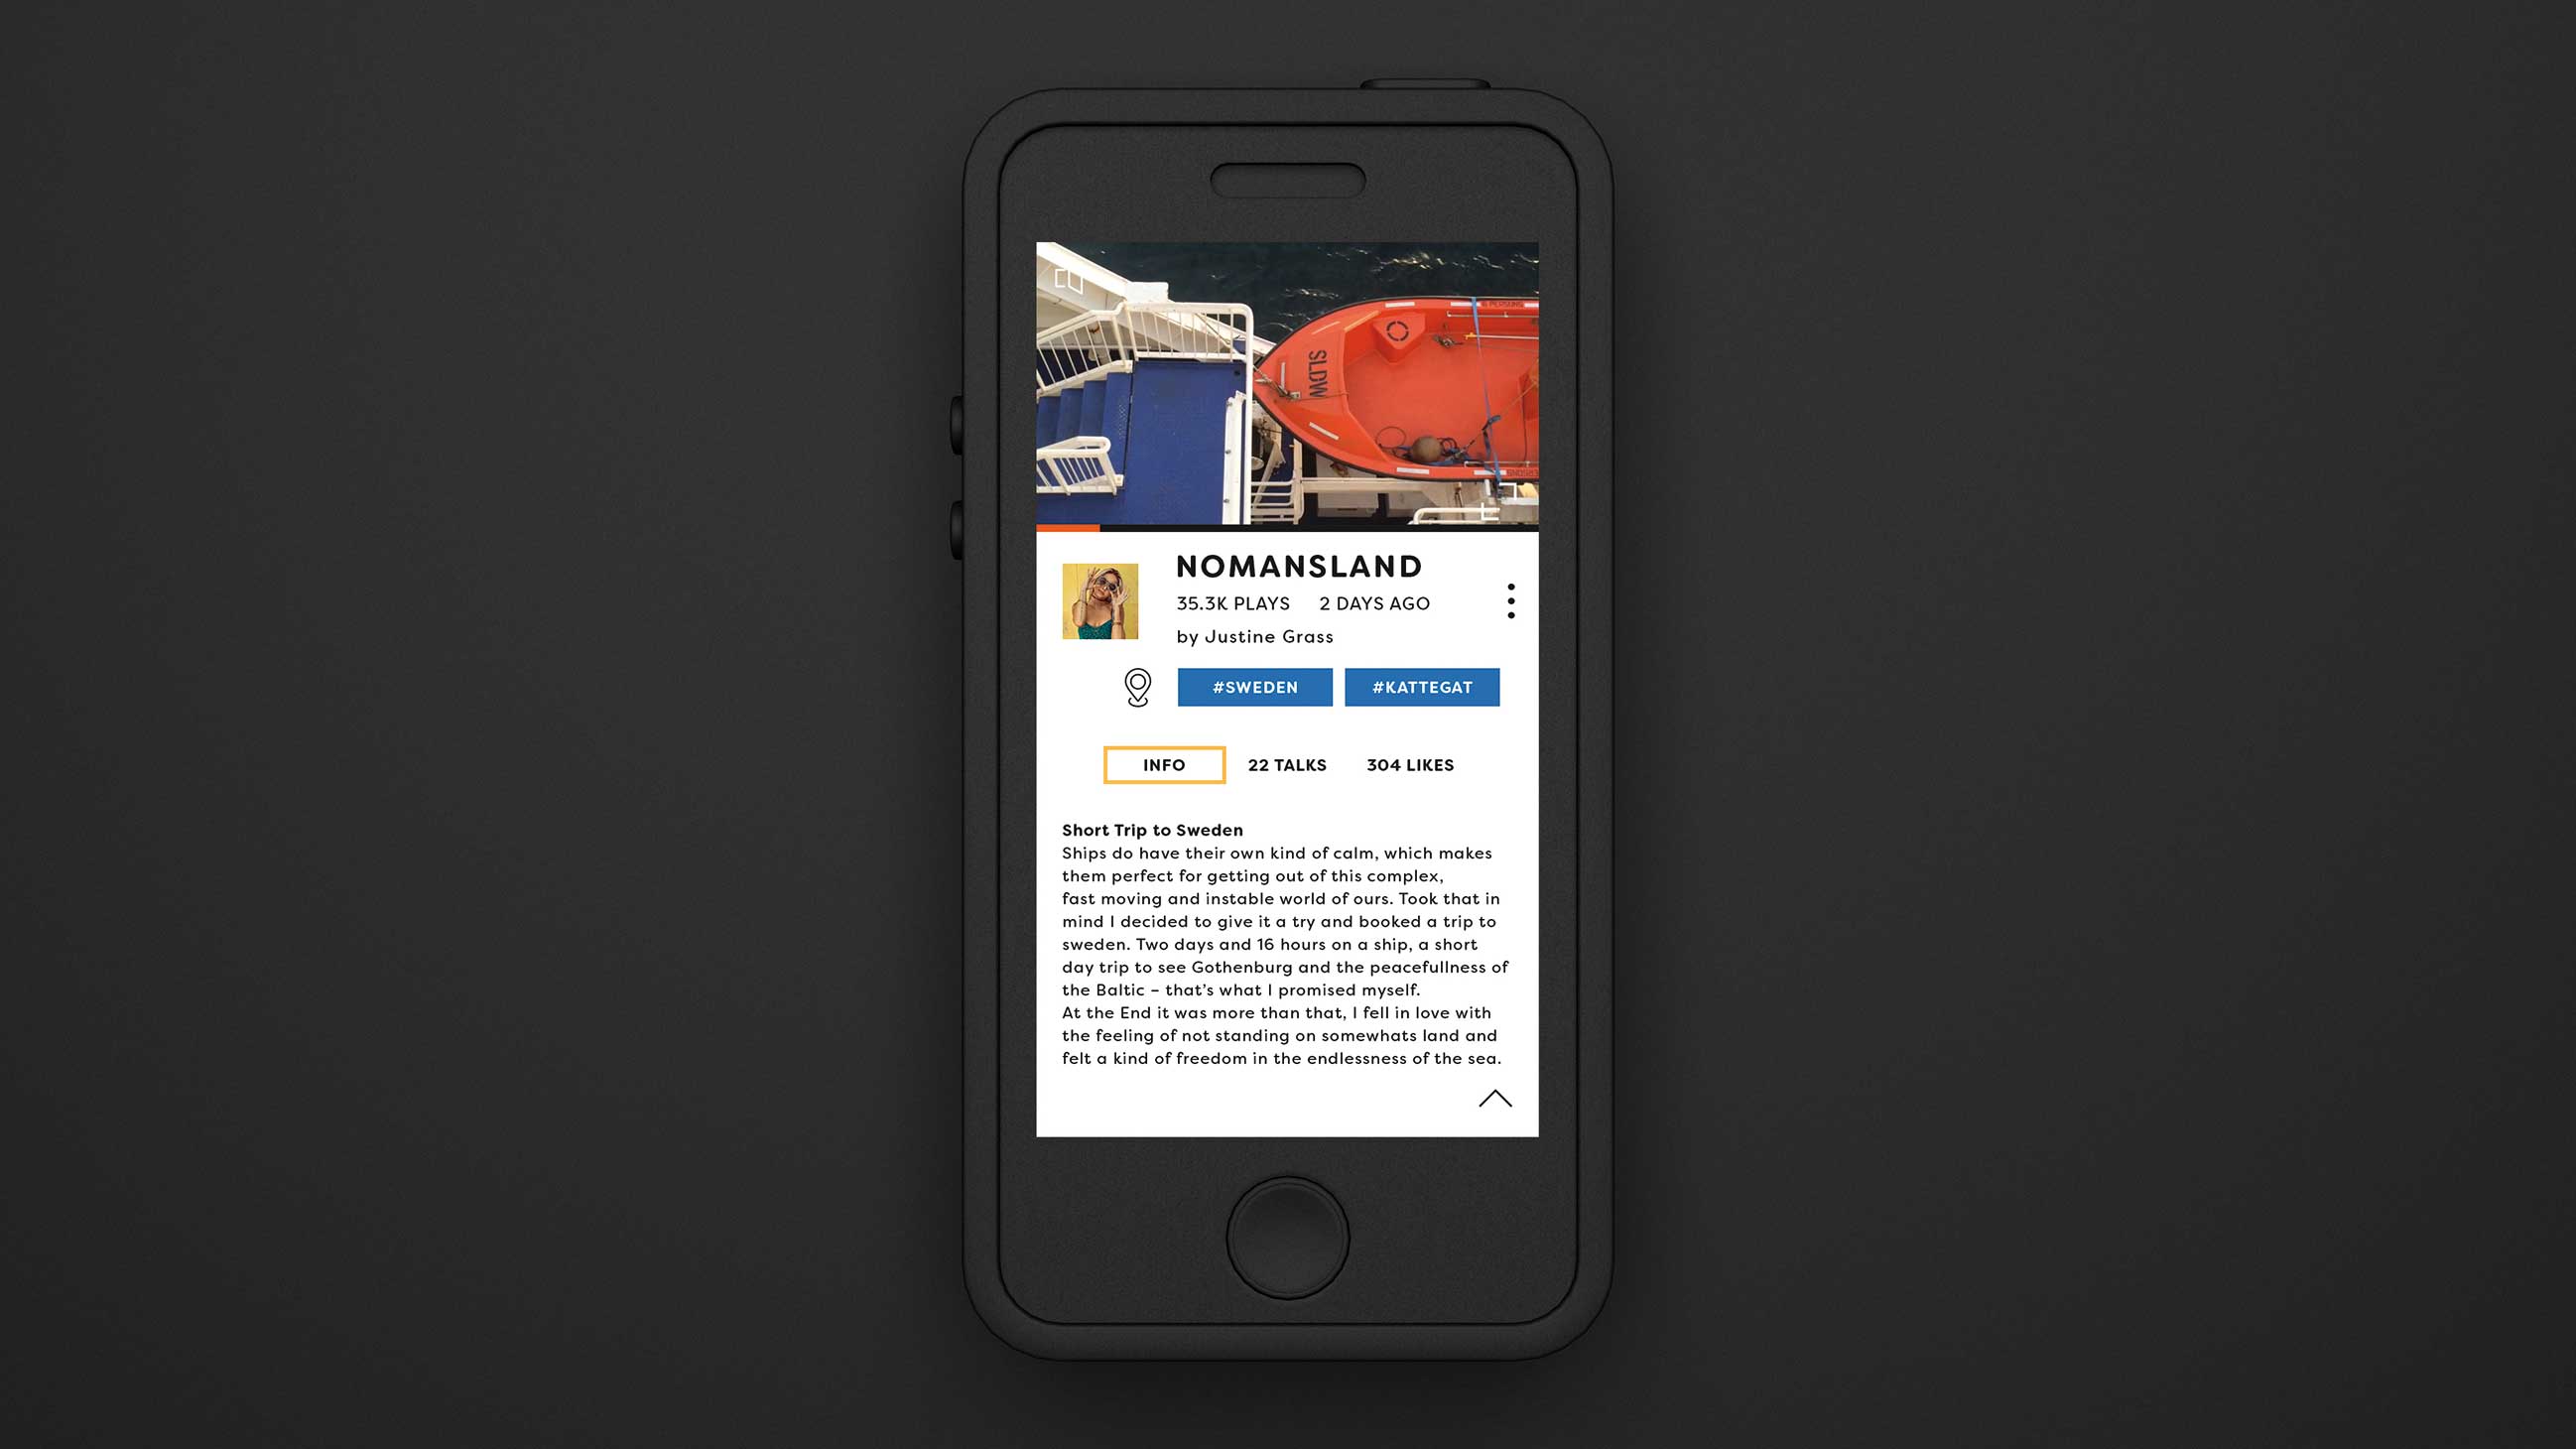 SLDW
NOMANSLAND
35.3K PLAYS 2 DAYS AGO
by Justine Grass
#SWEDEN #KATTEGAT
INFO 22 TALKS 304 LIKES
Short Trip to Sweden
Ships do have their own kind of calm, which makes
them perfect for getting out of this complex,
fast moving and instable world of ours. Took that in
mind I decided to give it a try and booked a trip to
sweden. Two days and 16 hours on a ship, a short
day trip to see Gothenburg and the peacefullness of
the Baltic – that’s what I promised myself.
At the End it was more than that, I fell in love with
the feeling of not standing on somewhats land and
felt a kind of freedom in the endlessness of the sea.